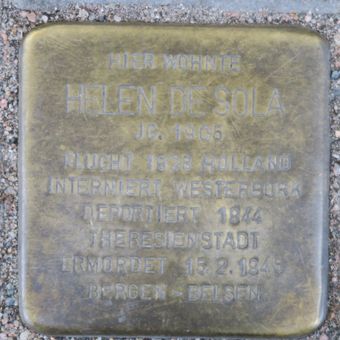 HIER WOHNTE
HELEN DE SOLA
JG. 1906
FLUCHT 1938 HOLLAND
INTERNIERT WESTERBORK
DEPORTIERT 1944
THERESIENSTADT
ERMORDET 15.2.1945
BERGEN-BELSEN